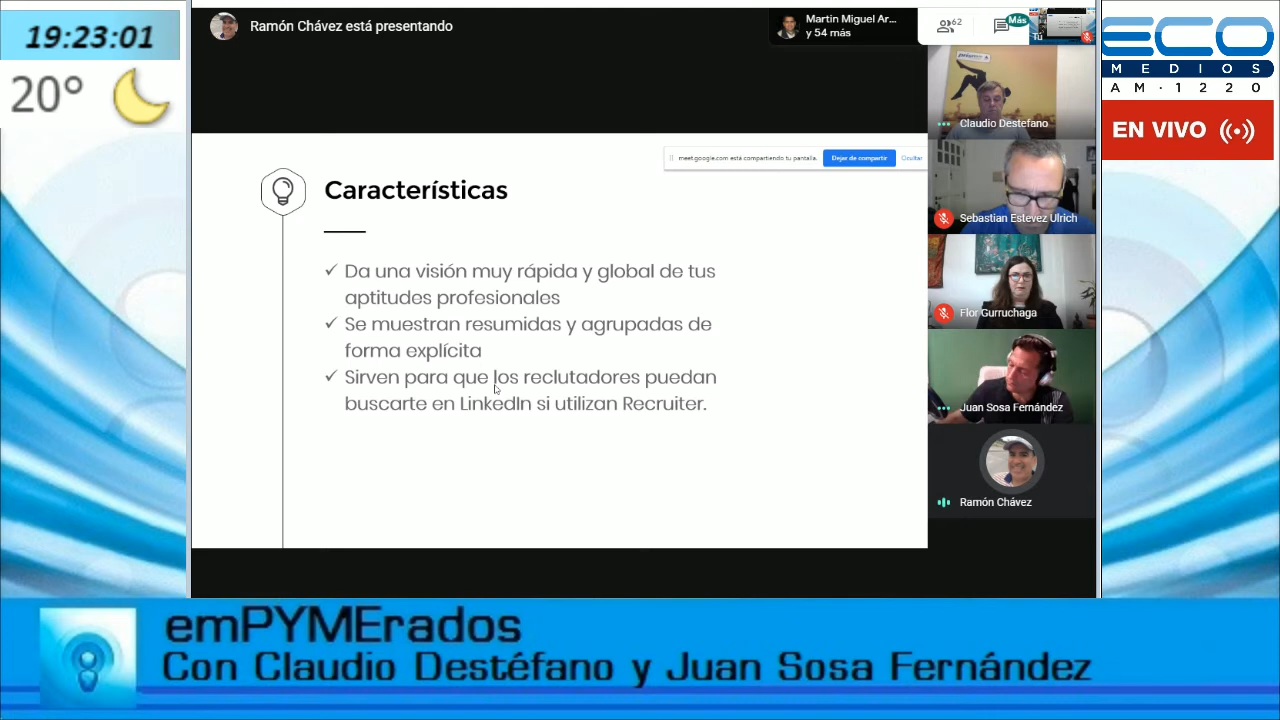 19:23:01
20°
Ramón Chávez está presentando
Martin Miguel Ar...
y 54 más
62
Más
Tú
ECO
MEDIOS
AM·1220
EN VIVO
meet.google.com está compartiendo tu pantalla.
Dejar de compartir
Ocultar
Características
Da una visión muy rápida y global de tus
aptitudes profesionales
Se muestran resumidas y agrupadas de
forma explícita
Sirven para que los reclutadores puedan
buscarte en LinkedIn si utilizan Recruiter.
Claudio Destefano
Sebastian Estevez Ulrich
Flor Gurruchaga
Juan Sosa Fernández
Ramón Chávez
emPYMErados
Con Claudio Destéfano y Juan Sosa Fernández